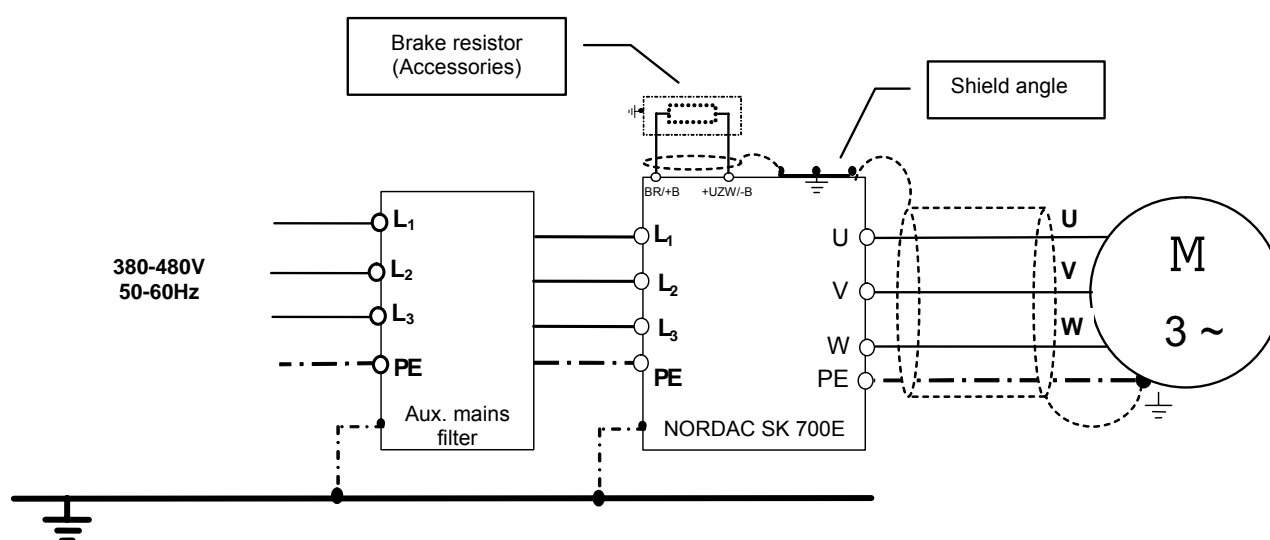 Brake resistor
(Accessories)
Shield angle
BR/+B
+UZW/-B
380-480V
50-60Hz
L₁
L₂
L₃
PE
Aux. mains
filter
L₁
L₂
L₃
PE
NORDAC SK 700E
U
V
W
PE
U
V
W
M
3 ~